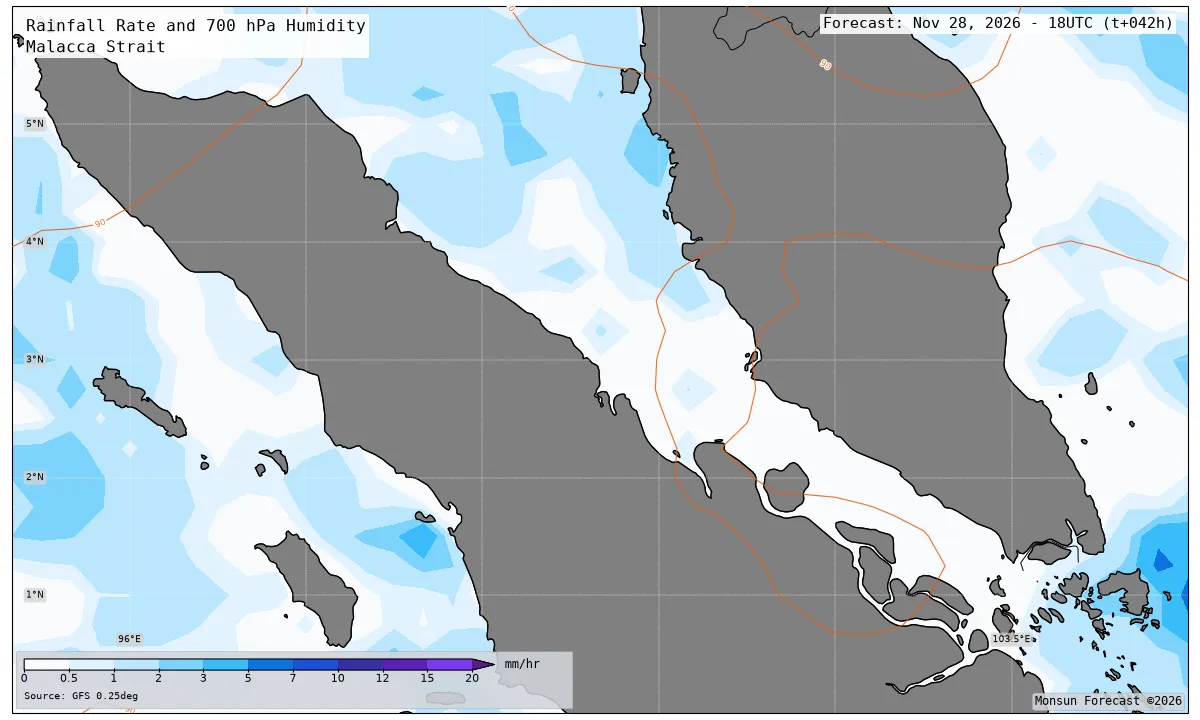 Rainfall Rate and 700 hPa Humidity
Malacca Strait
Forecast: Nov 28, 2026 - 18UTC (t+042h)
90
5°N
90
4°N
3°N
2°N
1°N
96°E
103.5°E
mm/hr
0 0.5 1 2 3 5 7 10 12 15 20
Source: GFS 0.25deg
90
Monsun Forecast ©2026